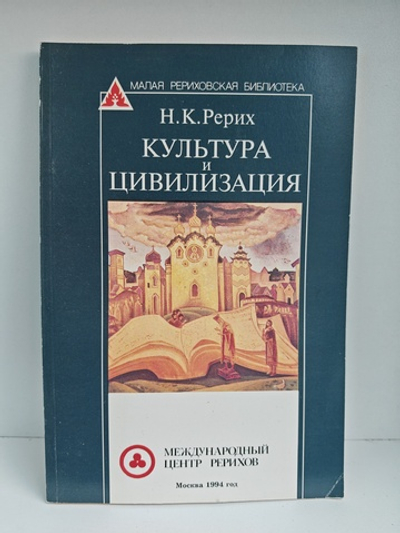 МАЛАЯ РЕРИХОВСКАЯ БИБЛИОТЕКА
Н.К.Рерих
КУЛЬТУРА
и
ЦИВИЛИЗАЦИЯ
МЕЖДУНАРОДНЫЙ
ЦЕНТР РЕРИХОВ
Москва 1994 год